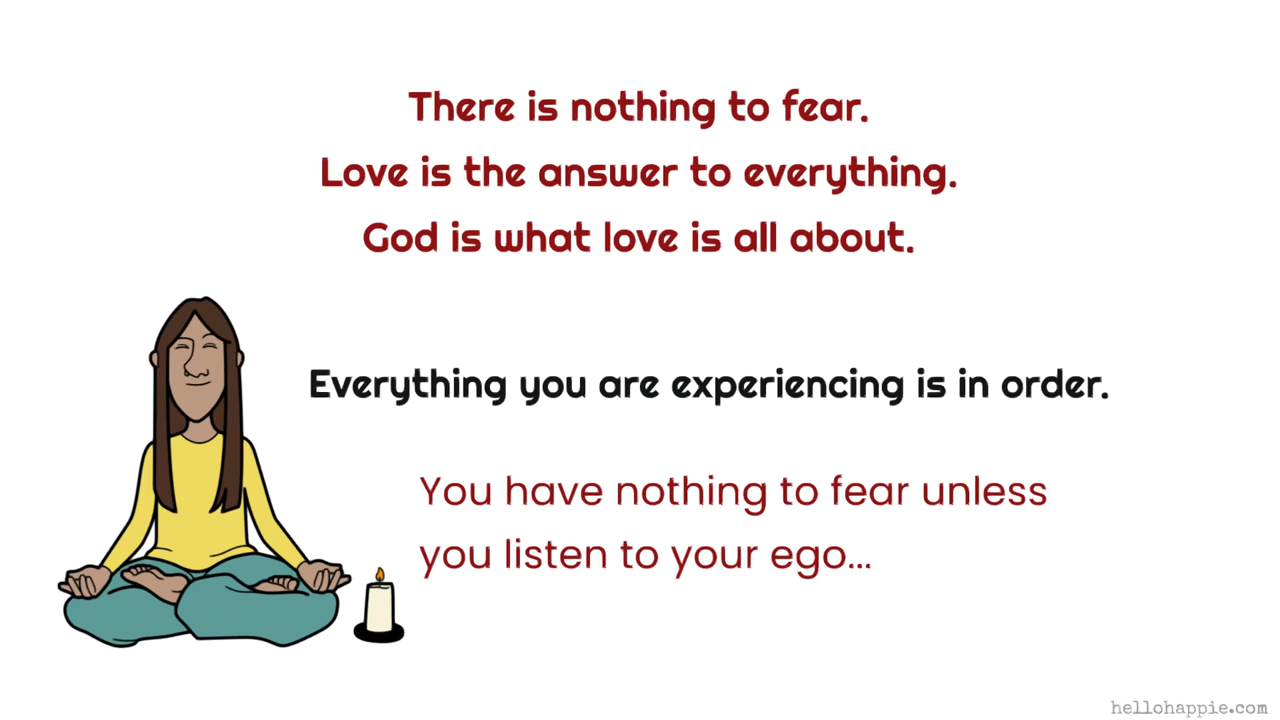 There is nothing to fear.
Love is the answer to everything.
God is what love is all about.
Everything you are experiencing is in order.
You have nothing to fear unless
you listen to your ego...
hellohappie.com